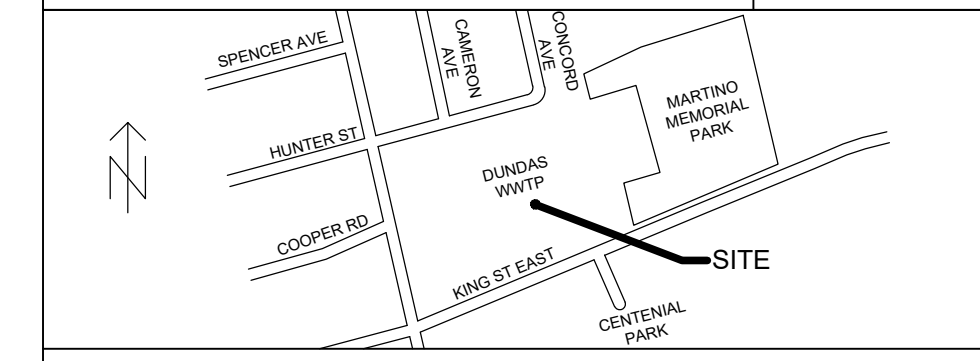 SPENCER AVE
CAMERON
AVE
CONCORD
AVE
MARTINO
MEMORIAL
PARK
HUNTER ST
N
DUNDAS
WWTP
COOPER RD
KING ST EAST
SITE
CENTENIAL
PARK